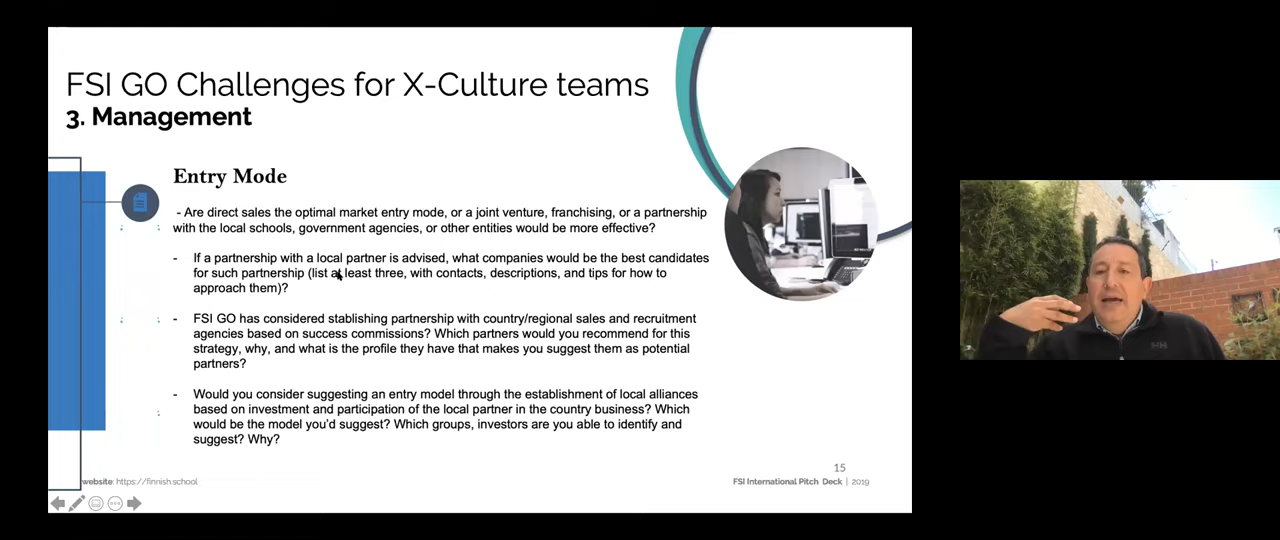 FSI GO Challenges for X-Culture teams
3. Management
Entry Mode
- Are direct sales the optimal market entry mode, or a joint venture, franchising, or a partnership
with the local schools, government agencies, or other entities would be more effective?
- If a partnership with a local partner is advised, what companies would be the best candidates
for such partnership (list at least three, with contacts, descriptions, and tips for how to
approach them)?
- FSI GO has considered stablishing partnership with country/regional sales and recruitment
agencies based on success commissions? Which partners would you recommend for this
strategy, why, and what is the profile they have that makes you suggest them as potential
partners?
- Would you consider suggesting an entry model through the establishment of local alliances
based on investment and participation of the local partner in the country business? Which
would be the model you'd suggest? Which groups, investors are you able to identify and
suggest? Why?
15
website: https://finnish.school
FSI International Pitch Deck | 2019
HH